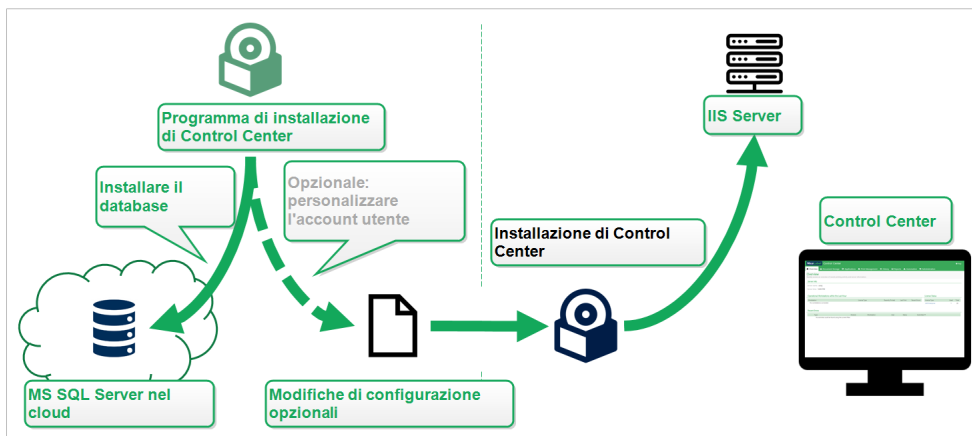 Programma di installazione
di Control Center
IIS Server
Installare il
database
Opzionale:
personalizzare
l'account utente
Installazione di Control
Center
Control Center
MS SQL Server nel
cloud
Modifiche di configurazione
opzionali